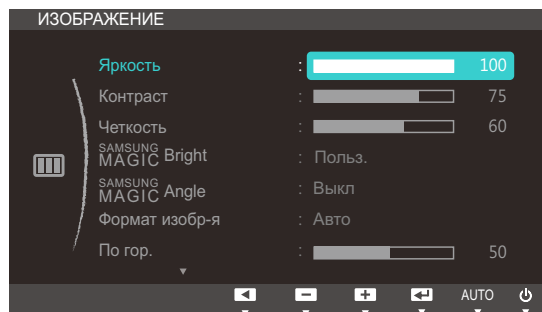 ИЗОБРАЖЕНИЕ
Яркость : 100
Контраст : 75
Четкость : 60
SAMSUNG MAGIC Bright : Польз.
SAMSUNG MAGIC Angle : Выкл
Формат изобр-я : Авто
По гор. : 50
AUTO